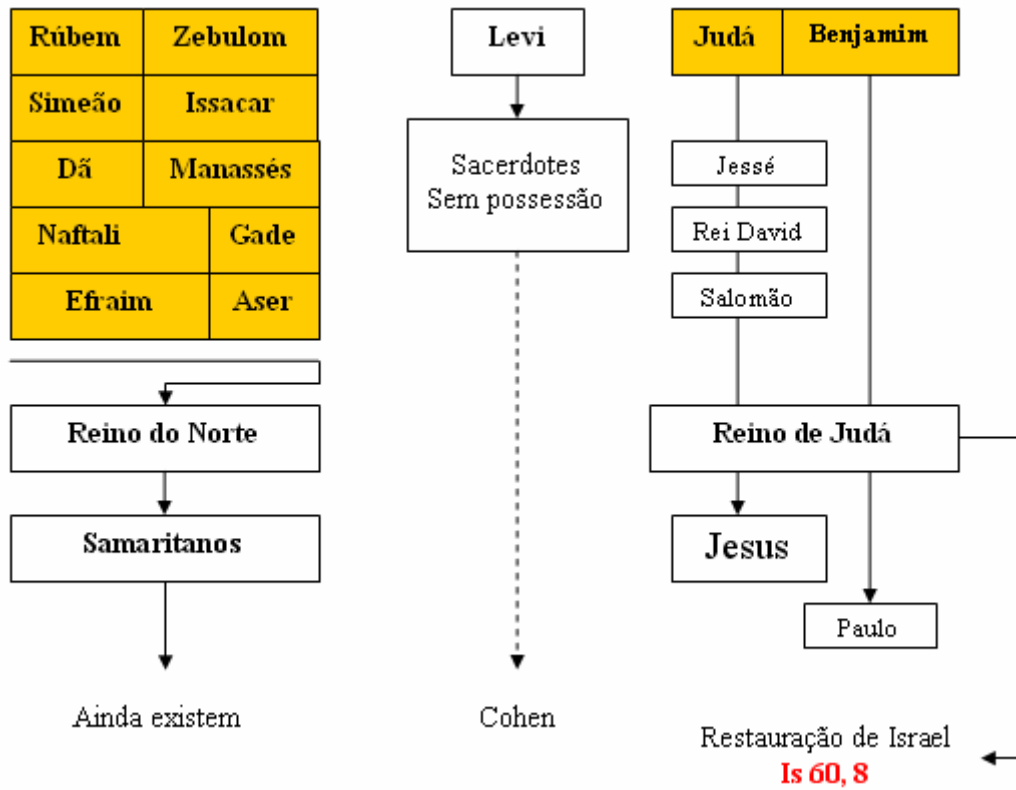 Rúbem
Zebulom
Simeão
Issacar
Dã
Manassés
Naftali
Gade
Efraim
Aser
Reino do Norte
Samaritanos
Ainda existem
Levi
Sacerdotes
Sem possessão
Cohen
Judá
Benjamim
Jessé
Rei David
Salomão
Reino de Judá
Jesus
Paulo
Restauração de Israel
Is 60, 8